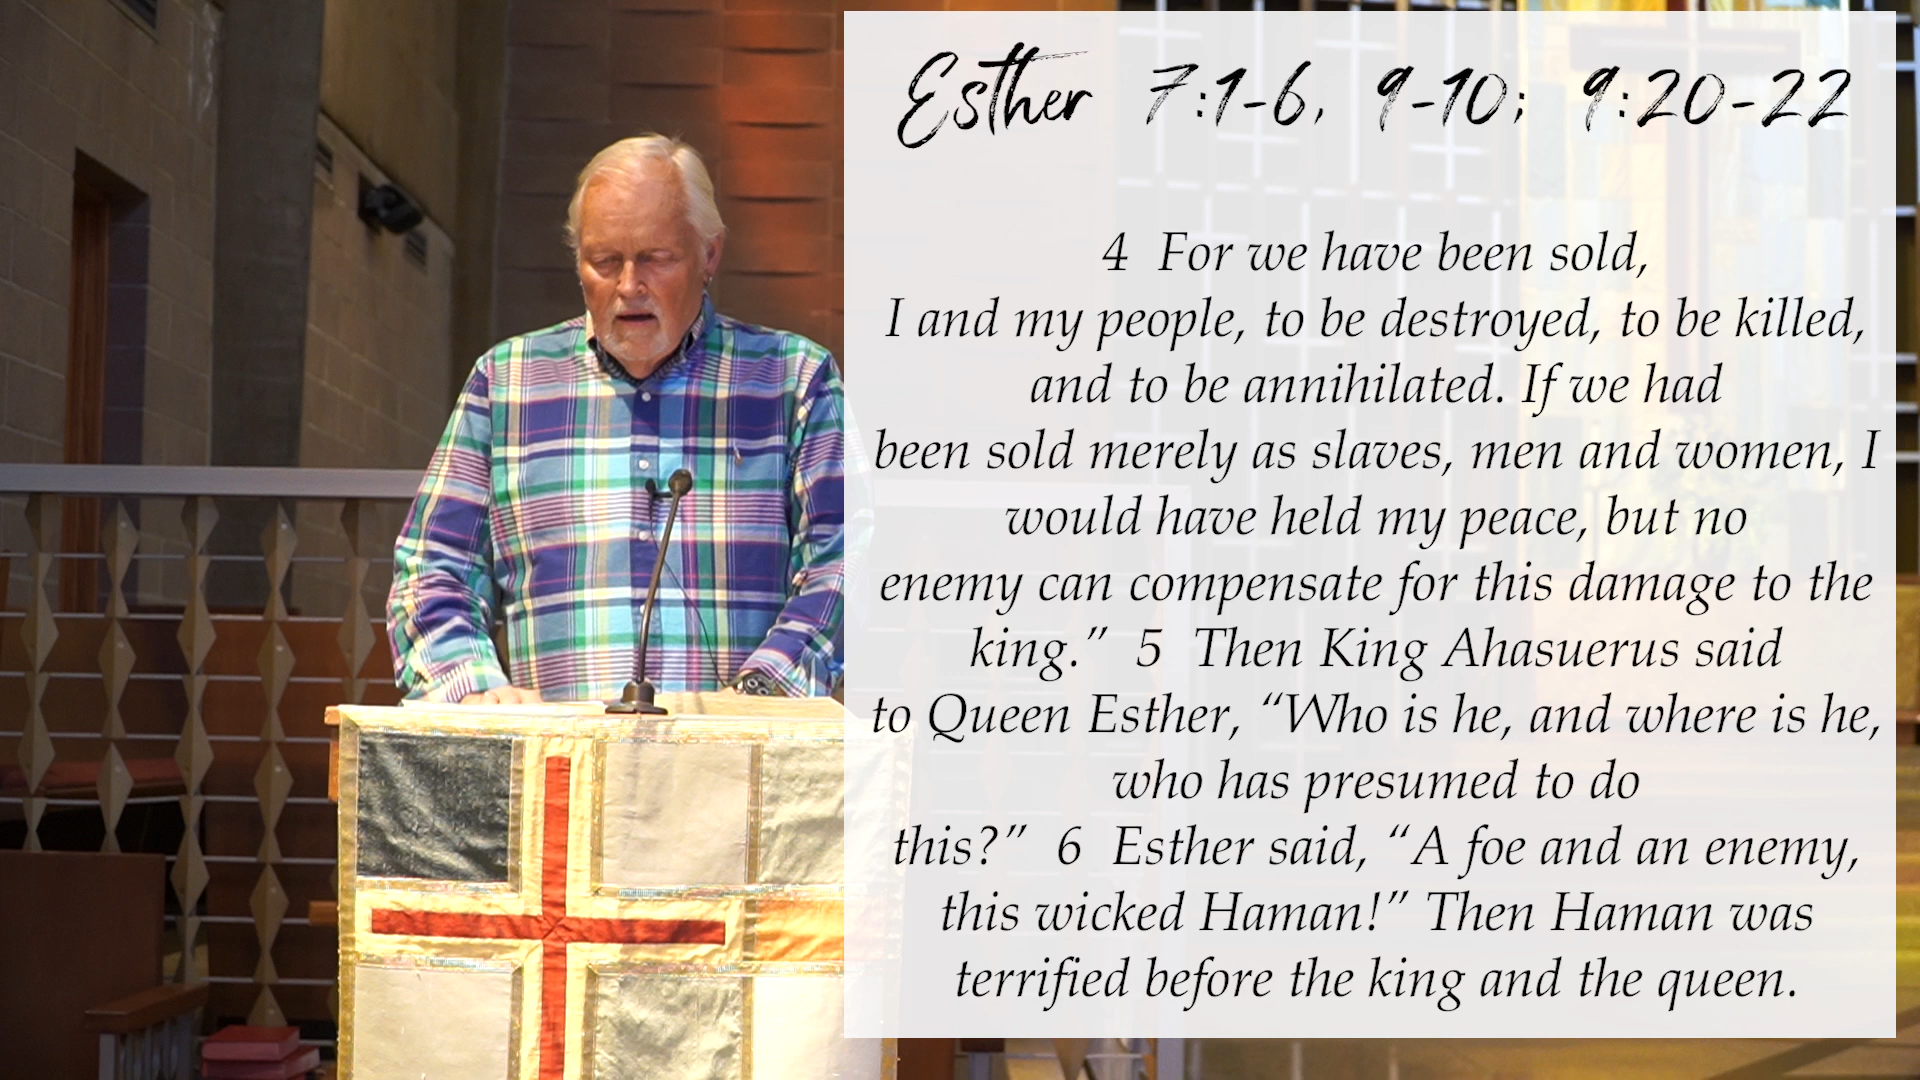 Esther 7:1-6, 9-10; 9:20-22
4 For we have been sold,
I and my people, to be destroyed, to be killed,
and to be annihilated. If we had
been sold merely as slaves, men and women, I
would have held my peace, but no
enemy can compensate for this damage to the
king.” 5 Then King Ahasuerus said
to Queen Esther, “Who is he, and where is he,
who has presumed to do
this?” 6 Esther said, “A foe and an enemy,
this wicked Haman!” Then Haman was
terrified before the king and the queen.